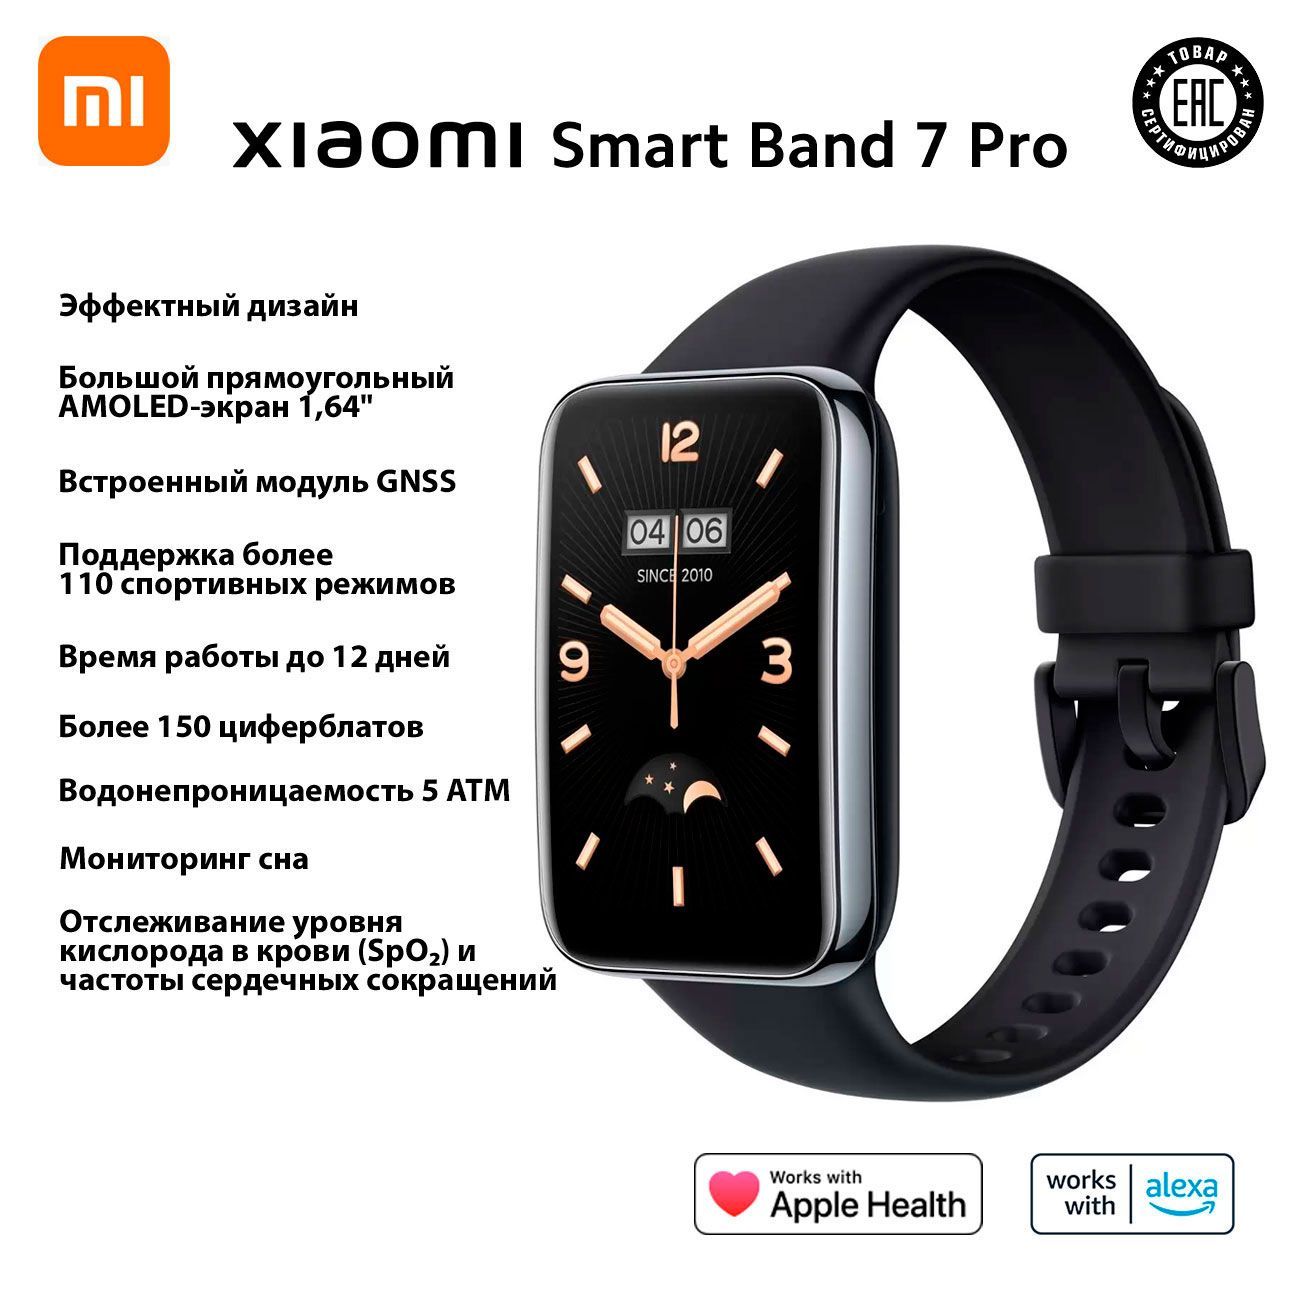 mi
xiaomi Smart Band 7 Pro
ТОВАР
EAC
СЕРТИФИЦИРОВАН
Эффектный дизайн
Большой прямоугольный
AMOLED-экран 1,64"
Встроенный модуль GNSS
Поддержка более
110 спортивных режимов
Время работы до 12 дней
Более 150 циферблатов
Водонепроницаемость 5 ATM
Мониторинг сна
Отслеживание уровня
кислорода в крови (SpO₂) и
частоты сердечных сокращений
12
04 06
SINCE 2010
9 3
Works with
Apple Health
works
with
alexa